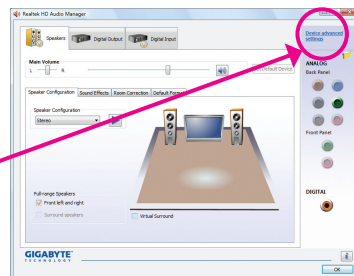 Realtek HD Audio Manager
Speakers
Digital Output
Digital Input
Device advanced
settings
Main Volume
L
R
Set Default Device
ANALOG
Back Panel
Speaker Configuration
Sound Effects
Room Correction
Default Format
Speaker Configuration
Stereo
Front Panel
Full-range Speakers
Front left and right
Surround speakers
Virtual Surround
DIGITAL
GIGABYTE
TECHNOLOGY
OK